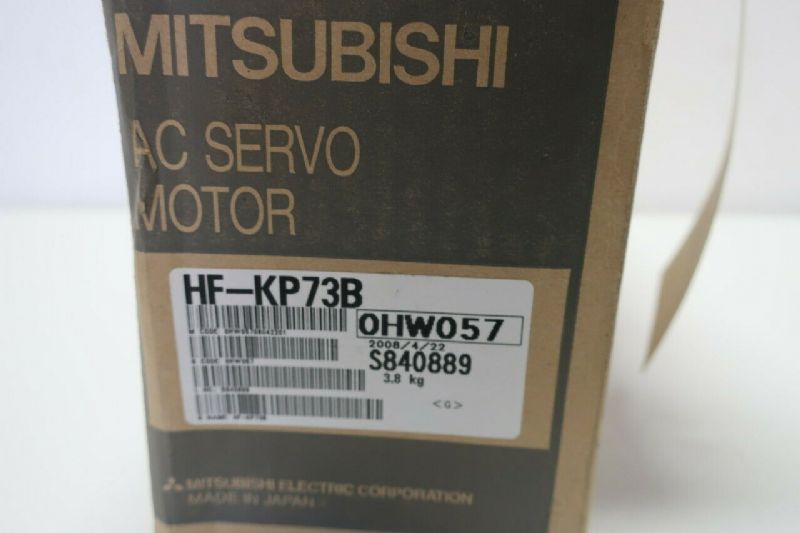 MITSUBISHI
AC SERVO
MOTOR
HF-KP73B
0HW057
2008/4/22
S840889
3.8 kg
<G>
MITSUBISHI ELECTRIC CORPORATION
MADE IN JAPAN